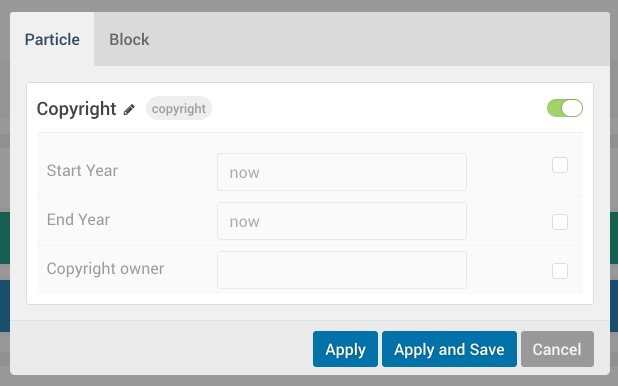 Particle Block
Copyright copyright
Start Year now
End Year now
Copyright owner
Apply Apply and Save Cancel